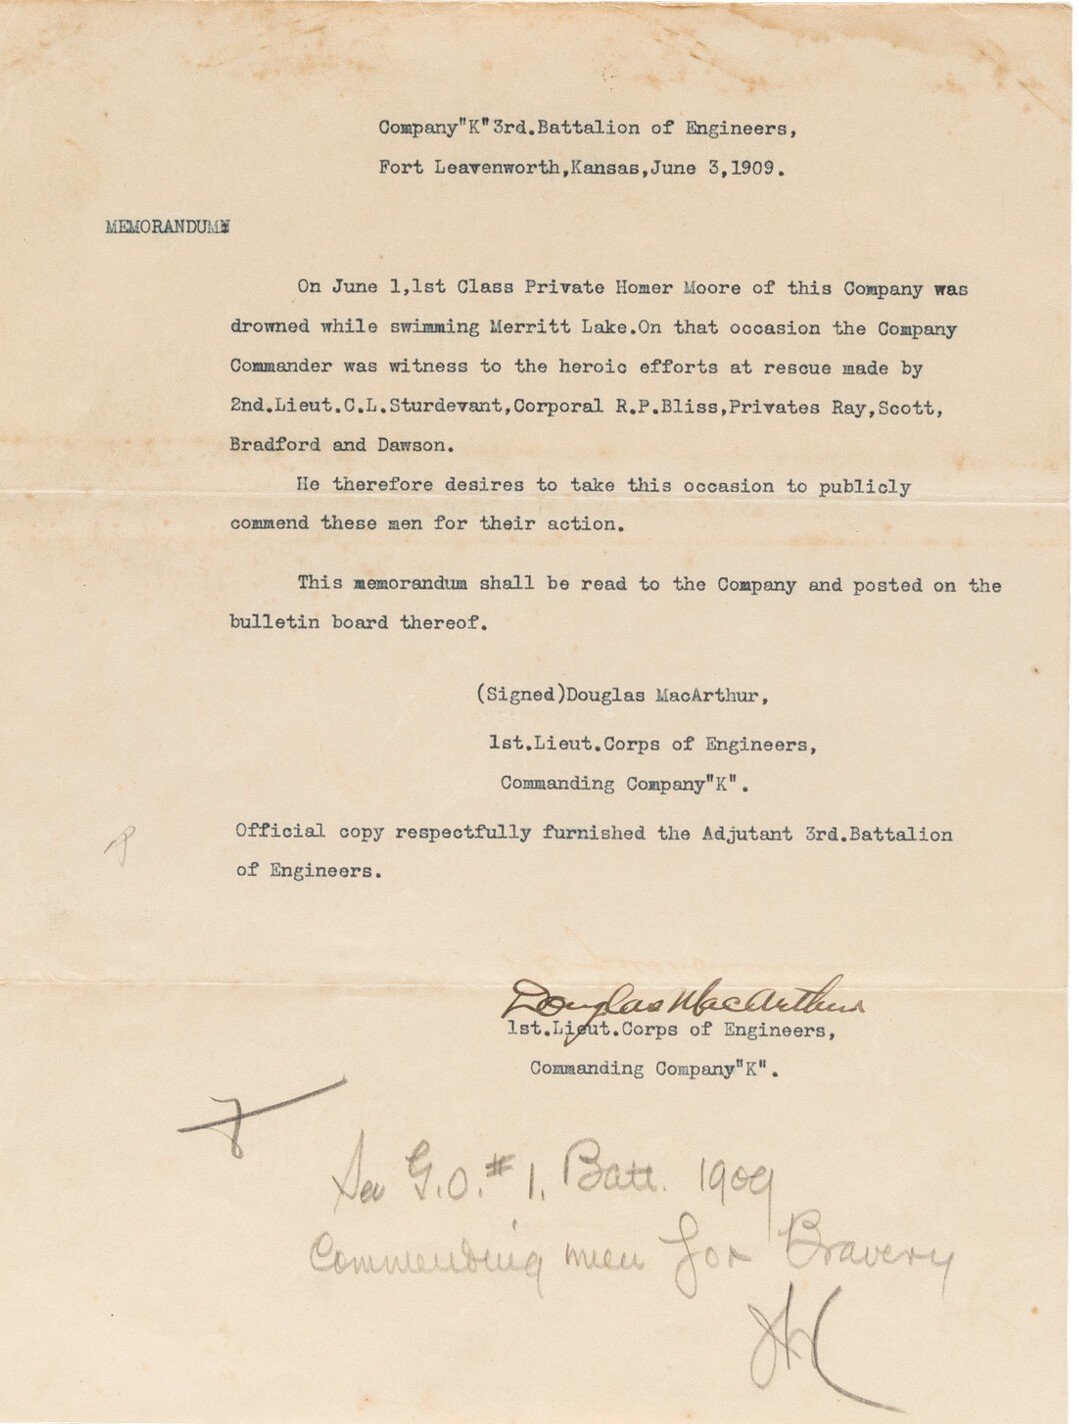 Company"K"3rd.Battalion of Engineers,
Fort Leavenworth,Kansas,June 3,1909.
MEMORANDUM:
On June 1,1st Class Private Homer Moore of this Company was
drowned while swimming Merritt Lake.On that occasion the Company
Commander was witness to the heroic efforts at rescue made by
2nd.Lieut.C.L.Sturdevant,Corporal R.P.Bliss,Privates Ray,Scott,
Bradford and Dawson.
He therefore desires to take this occasion to publicly
commend these men for their action.
This memorandum shall be read to the Company and posted on the
bulletin board thereof.
(Signed)Douglas MacArthur,
1st.Lieut.Corps of Engineers,
Commanding Company"K".
Official copy respectfully furnished the Adjutant 3rd.Battalion
of Engineers.
Douglas MacArthur
1st.Lieut.Corps of Engineers,
Commanding Company"K".
See G.O.#1. Batt. 1909
Commending men for Bravery